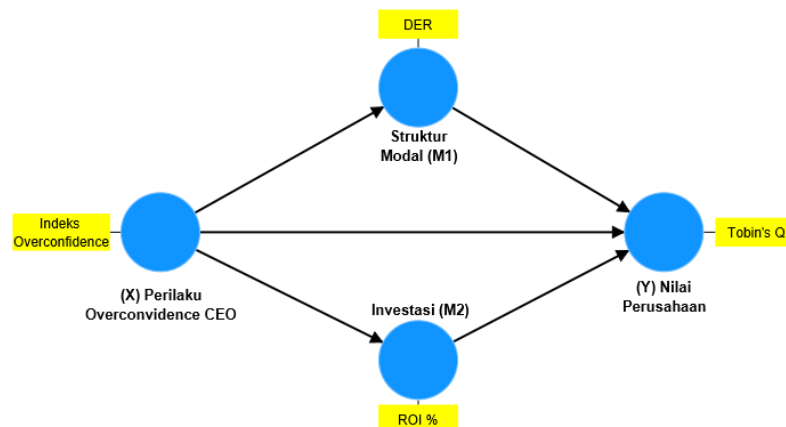 DER
Struktur
Modal (M1)
Indeks
Overconfidence
Tobin's Q
(X) Perilaku
Overconvidence CEO
Investasi (M2)
(Y) Nilai
Perusahaan
ROI %